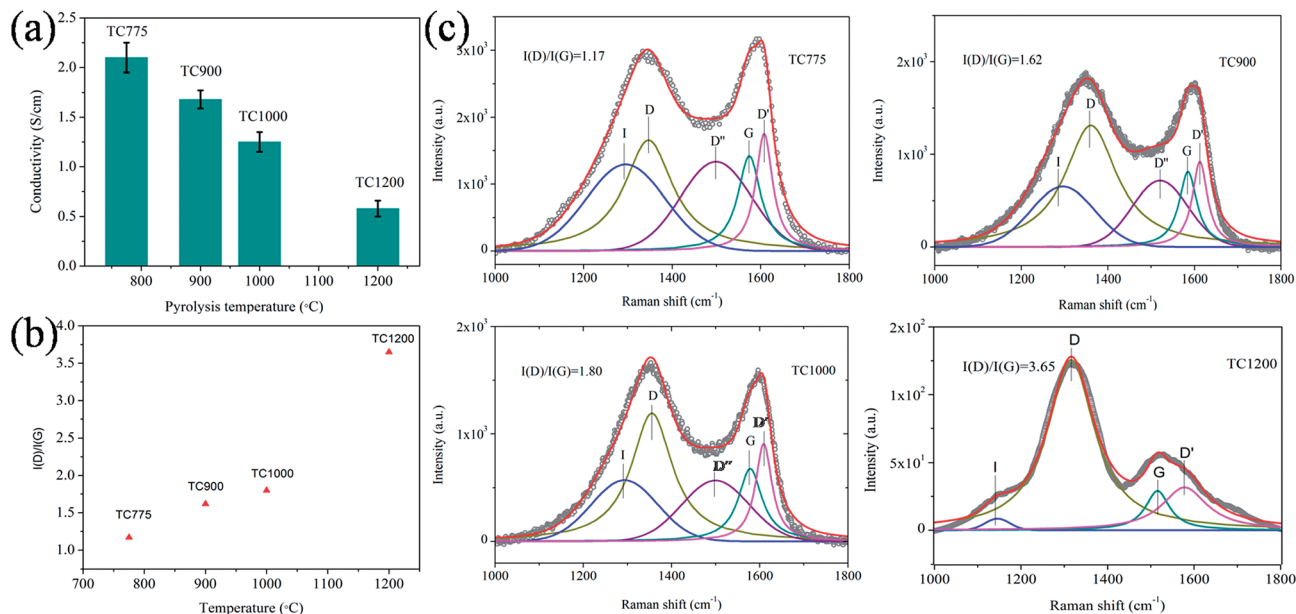 (a)
2.5
2.0
1.5
1.0
0.5
0.0
Conductivity (S/cm)
TC775
TC900
TC1000
TC1200
800
900
1000
1100
1200
Pyrolysis temperature (°C)
(b)
4.0
3.5
3.0
2.5
2.0
1.5
1.0
I(D)/I(G)
TC775
TC900
TC1000
TC1200
700
800
900
1000
1100
1200
Temperature (°C)
(c)
3x10³
2x10³
1x10³
0
Intensity (a.u.)
I(D)/I(G)=1.17
TC775
I
D
D''
G
D'
1000
1200
1400
1600
1800
Raman shift (cm⁻¹)
2x10³
1x10³
0
Intensity (a.u.)
I(D)/I(G)=1.62
TC900
I
D
D''
G
D'
1000
1200
1400
1600
1800
Raman shift (cm⁻¹)
2x10³
1x10³
0
Intensity (a.u.)
I(D)/I(G)=1.80
TC1000
I
D
D''
G
D'
1000
1200
1400
1600
1800
Raman shift (cm⁻¹)
2x10²
1x10²
5x10¹
0
Intensity (a.u.)
I(D)/I(G)=3.65
TC1200
I
D
G
D'
1000
1200
1400
1600
1800
Raman shift (cm⁻¹)